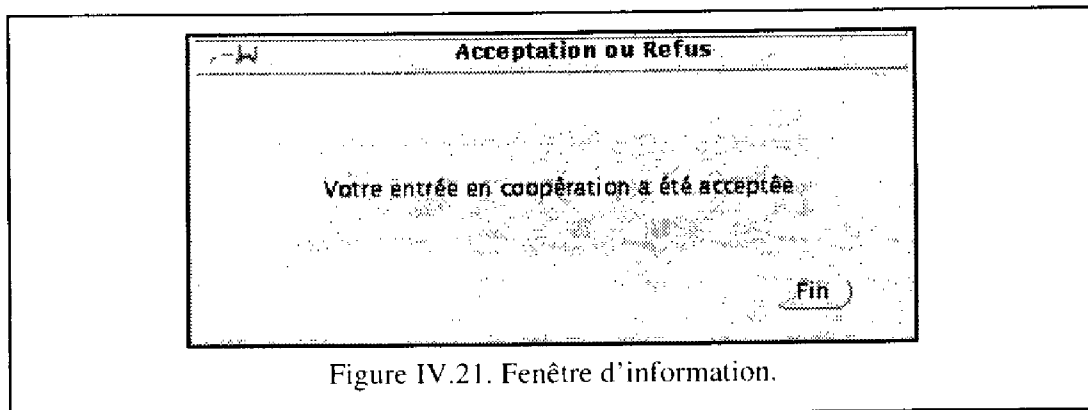 Acceptation ou Refus
Votre entrée en coopération a été acceptée
Fin
Figure IV.21. Fenêtre d'information.